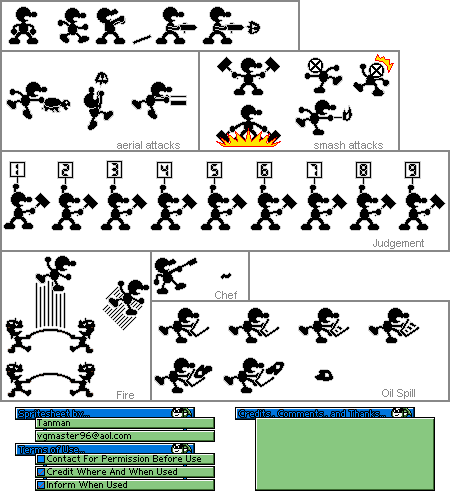 aerial attacks
smash attacks
1 2 3 4 5 6 7 8 9
Judgement
Chef
Fire
Oil Spill
Spritesheet by...
Tanman
vgmaster96@aol.com
Terms of Use...
Contact For Permission Before Use
Credit Where And When Used
Inform When Used
Credits, Comments, and Thanks...